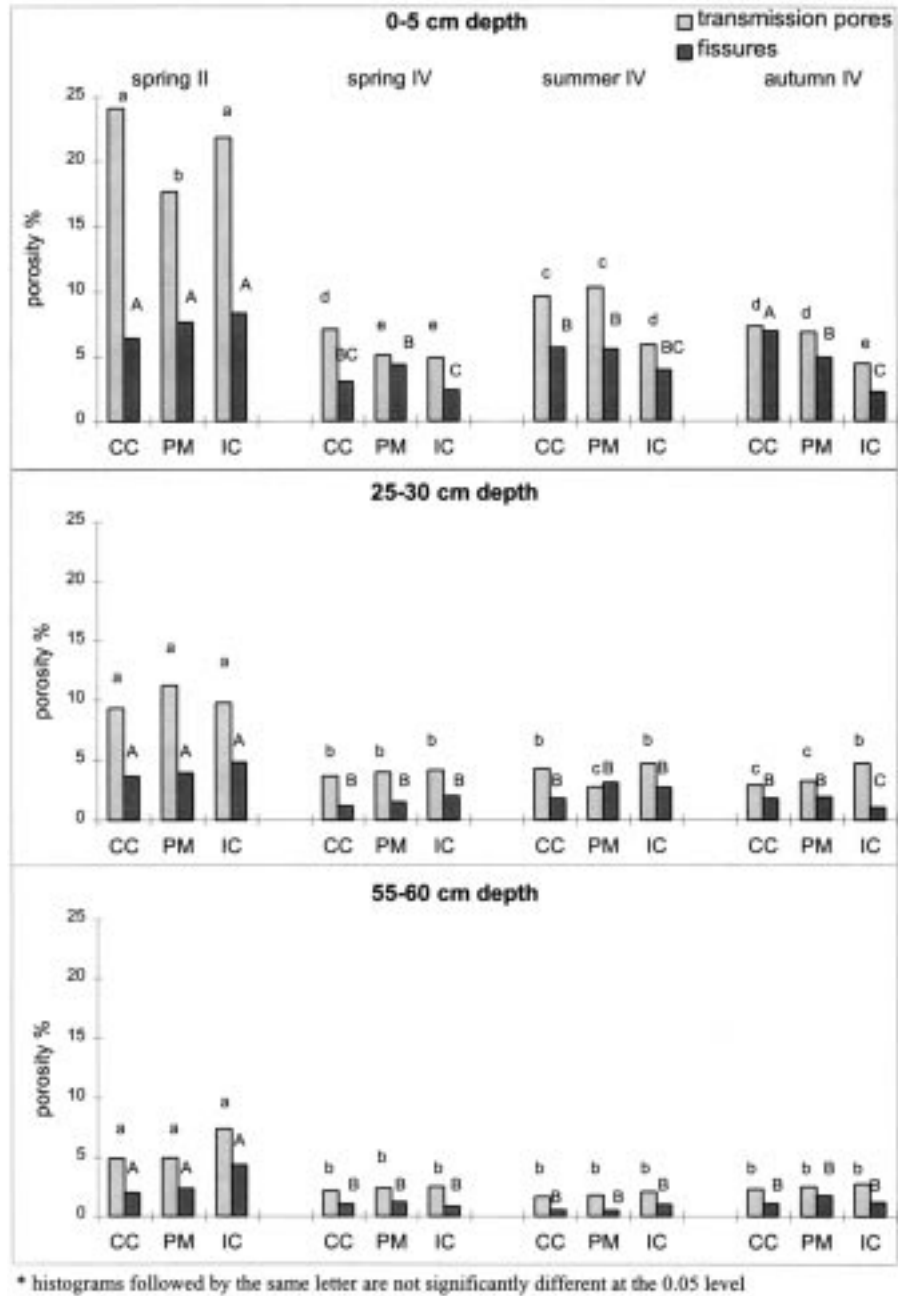 0-5 cm depth
transmission pores
fissures
spring II spring IV summer IV autumn IV
porosity %
25
20
15
10
5
0
a b a
A A A
d e e
BC B C
c c d
B B BC
d A d B e C
CC PM IC CC PM IC CC PM IC CC PM IC
25-30 cm depth
porosity %
25
20
15
10
5
0
a a a
A A A
b b b
B B B
b c B b
B B
c c b
B B C
CC PM IC CC PM IC CC PM IC CC PM IC
55-60 cm depth
porosity %
25
20
15
10
5
0
a a a
A A A
b b b
B B B
b b b
B B B
b b B b
B B
CC PM IC CC PM IC CC PM IC CC PM IC
* histograms followed by the same letter are not significantly different at the 0.05 level